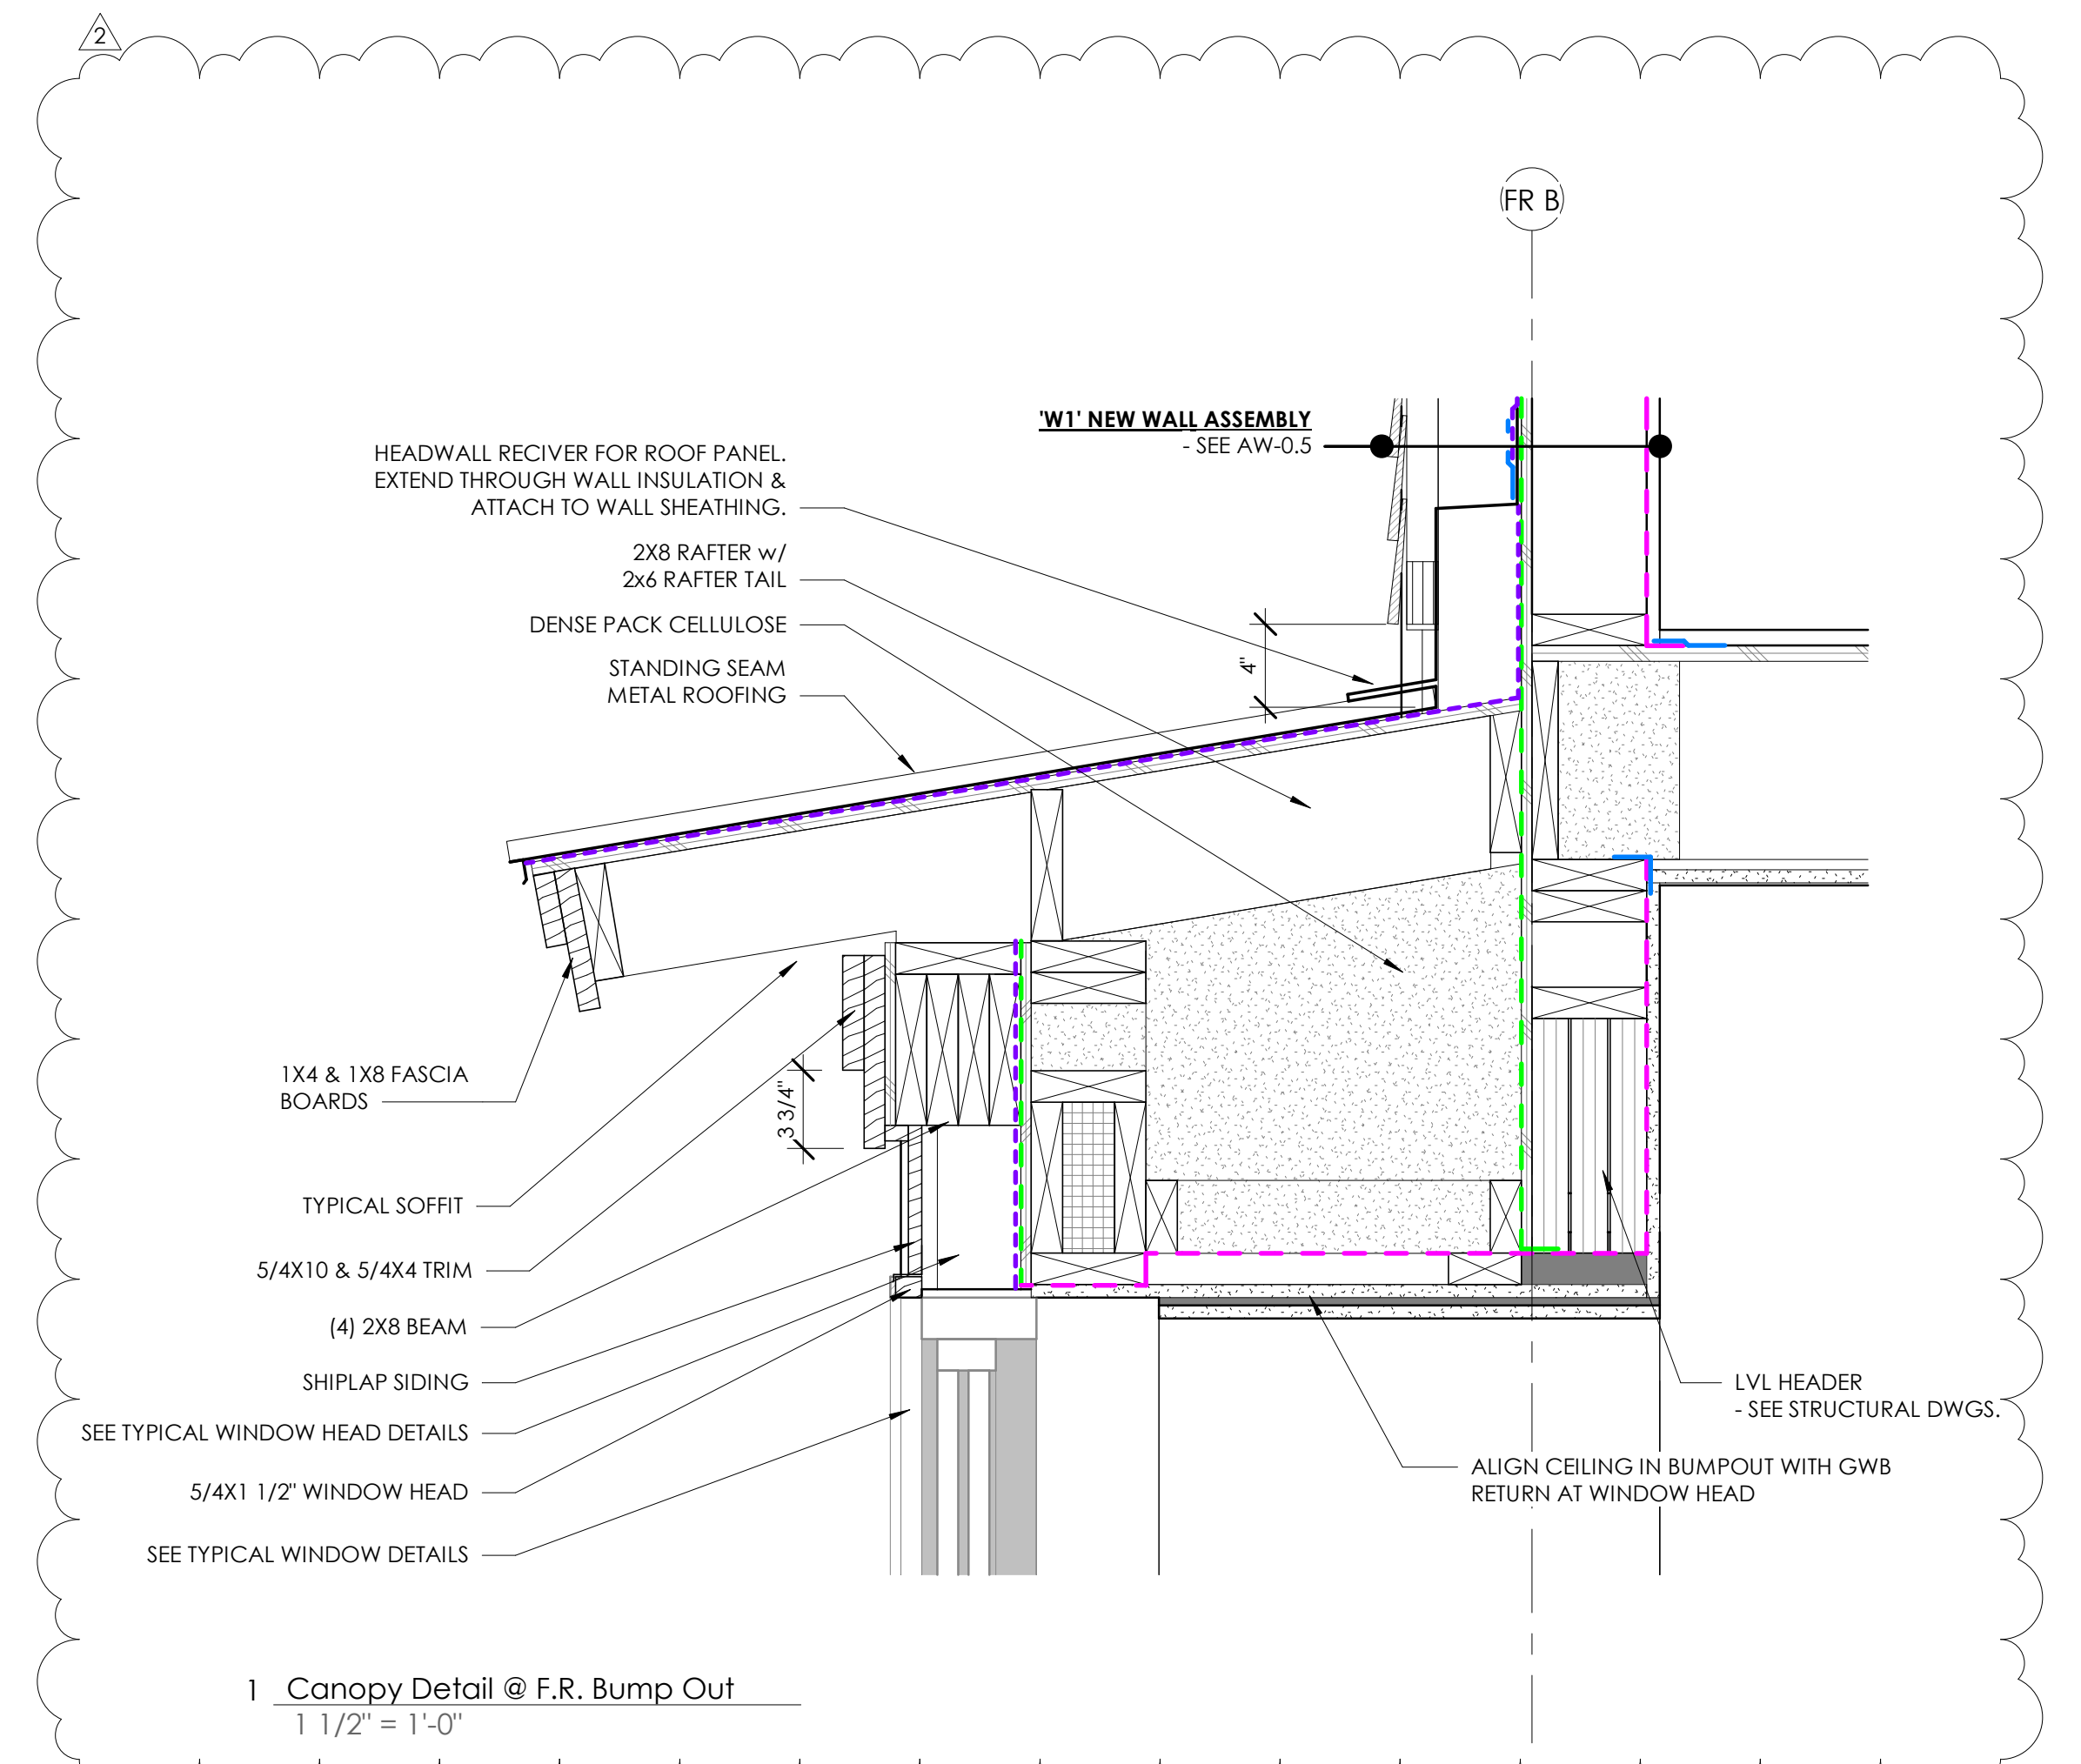 2
FR B
'W1' NEW WALL ASSEMBLY
- SEE AW-0.5
HEADWALL RECIVER FOR ROOF PANEL.
EXTEND THROUGH WALL INSULATION &
ATTACH TO WALL SHEATHING.
2X8 RAFTER w/
2x6 RAFTER TAIL
DENSE PACK CELLULOSE
STANDING SEAM
METAL ROOFING
4"
1X4 & 1X8 FASCIA
BOARDS
3 3/4"
TYPICAL SOFFIT
5/4X10 & 5/4X4 TRIM
(4) 2X8 BEAM
SHIPLAP SIDING
SEE TYPICAL WINDOW HEAD DETAILS
5/4X1 1/2" WINDOW HEAD
SEE TYPICAL WINDOW DETAILS
LVL HEADER
- SEE STRUCTURAL DWGS.
ALIGN CEILING IN BUMPOUT WITH GWB
RETURN AT WINDOW HEAD
1 Canopy Detail @ F.R. Bump Out
1 1/2" = 1'-0"